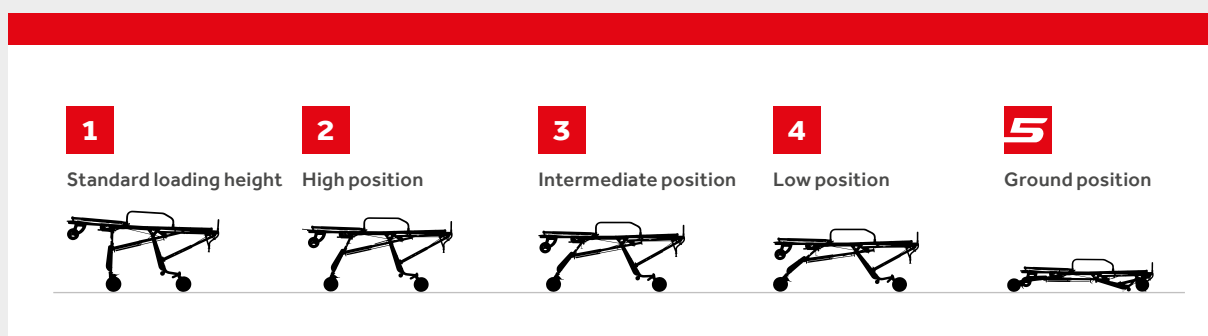 1
Standard loading height
2
High position
3
Intermediate position
4
Low position
5
Ground position